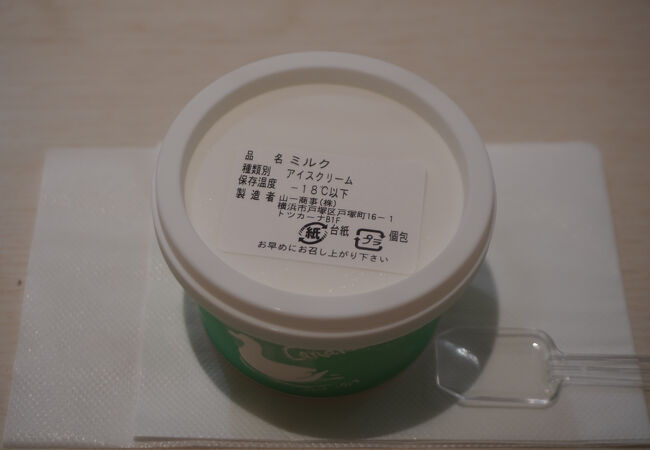 品 名 ミルク
種類別 アイスクリーム
保存温度 −18℃以下
製造者 山一商事(株)
横浜市戸塚区戸塚町16−1
トツカーナB1F
紙 台紙 プラ 個包
お早めにお召し上がり下さい